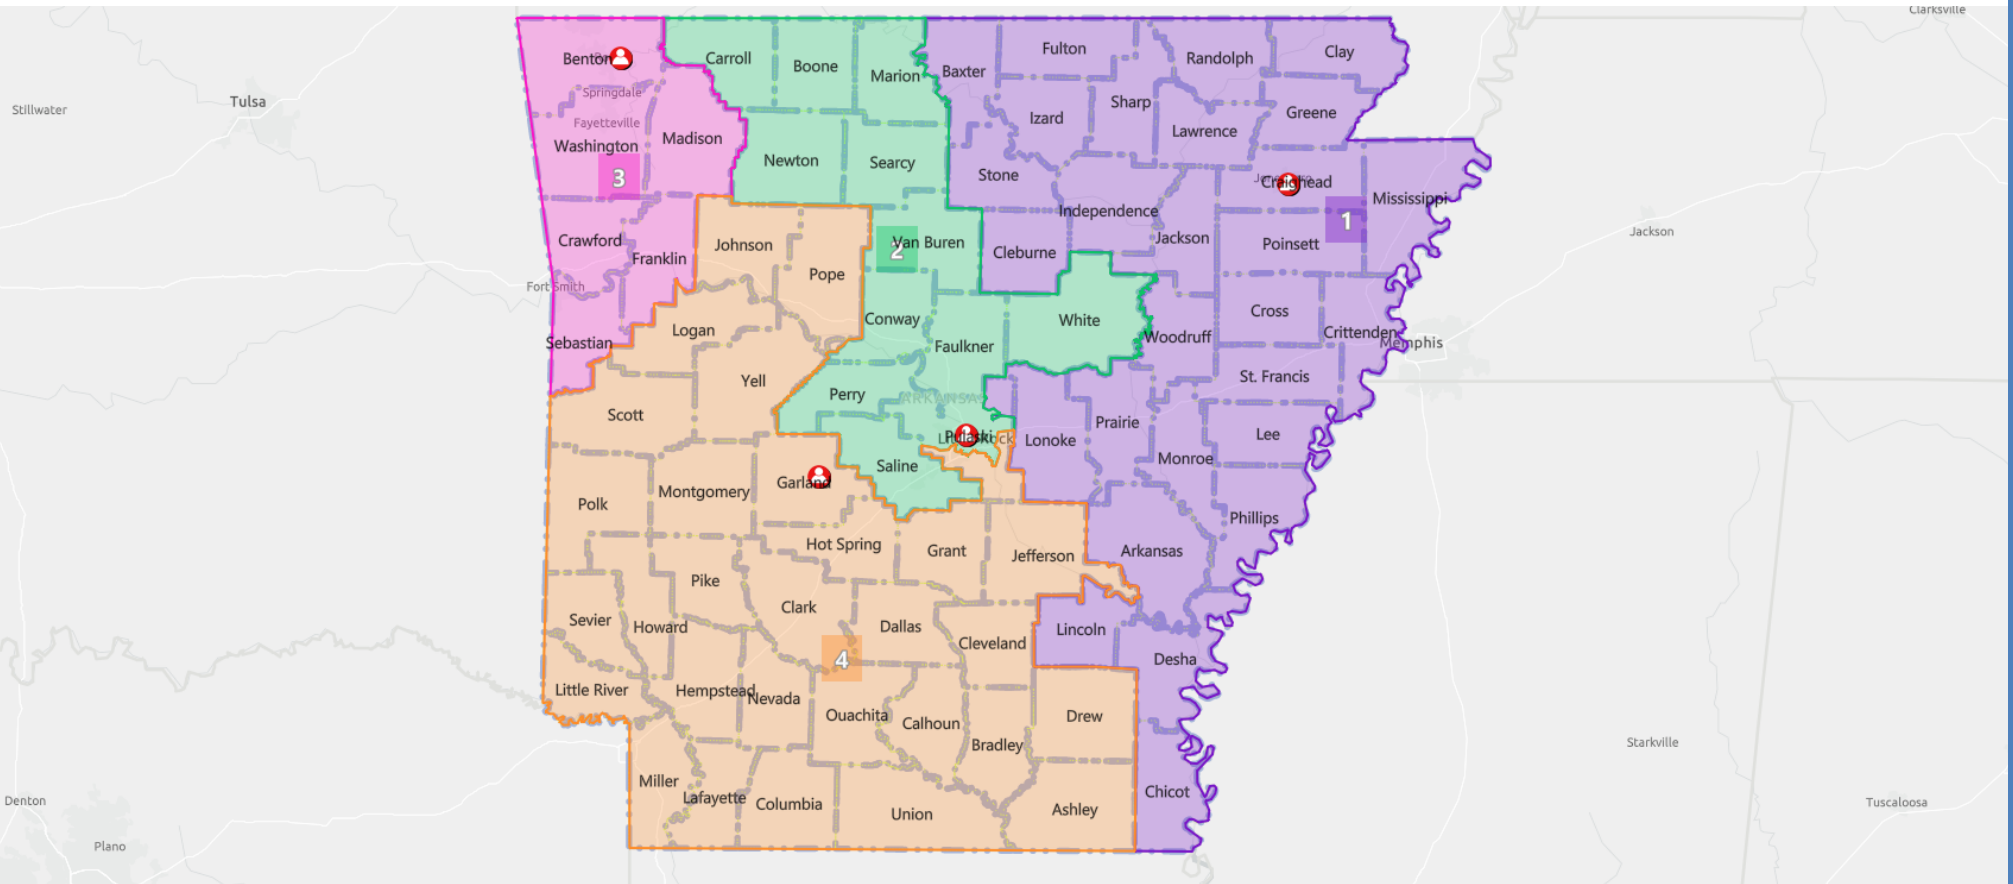 Clarksville
Fulton
Clay
Benton
Carroll
Boone
Marion
Baxter
Randolph
Springdale
Tulsa
Sharp
Stillwater
Izard
Greene
Fayetteville
Lawrence
Washington
Madison
Newton
Searcy
Stone
3
Craighead
Mississippi
Independence
1
Jackson
Crawford
Johnson
2
Van Buren
Cleburne
Jackson
Poinsett
Franklin
Pope
Fort Smith
Cross
Logan
Conway
White
Woodruff
Crittenden
Memphis
Sebastian
Faulkner
Yell
St. Francis
Perry
ARKANSAS
Scott
Prairie
Pulaski
Lonoke
Lee
Saline
Monroe
Garland
Montgomery
Polk
Phillips
Hot Spring
Grant
Jefferson
Arkansas
Pike
Clark
Sevier
Howard
Dallas
Cleveland
Lincoln
4
Desha
Little River
Hempstead
Nevada
Ouachita
Calhoun
Drew
Bradley
Starkville
Miller
Lafayette
Columbia
Union
Ashley
Chicot
Denton
Tuscaloosa
Plano